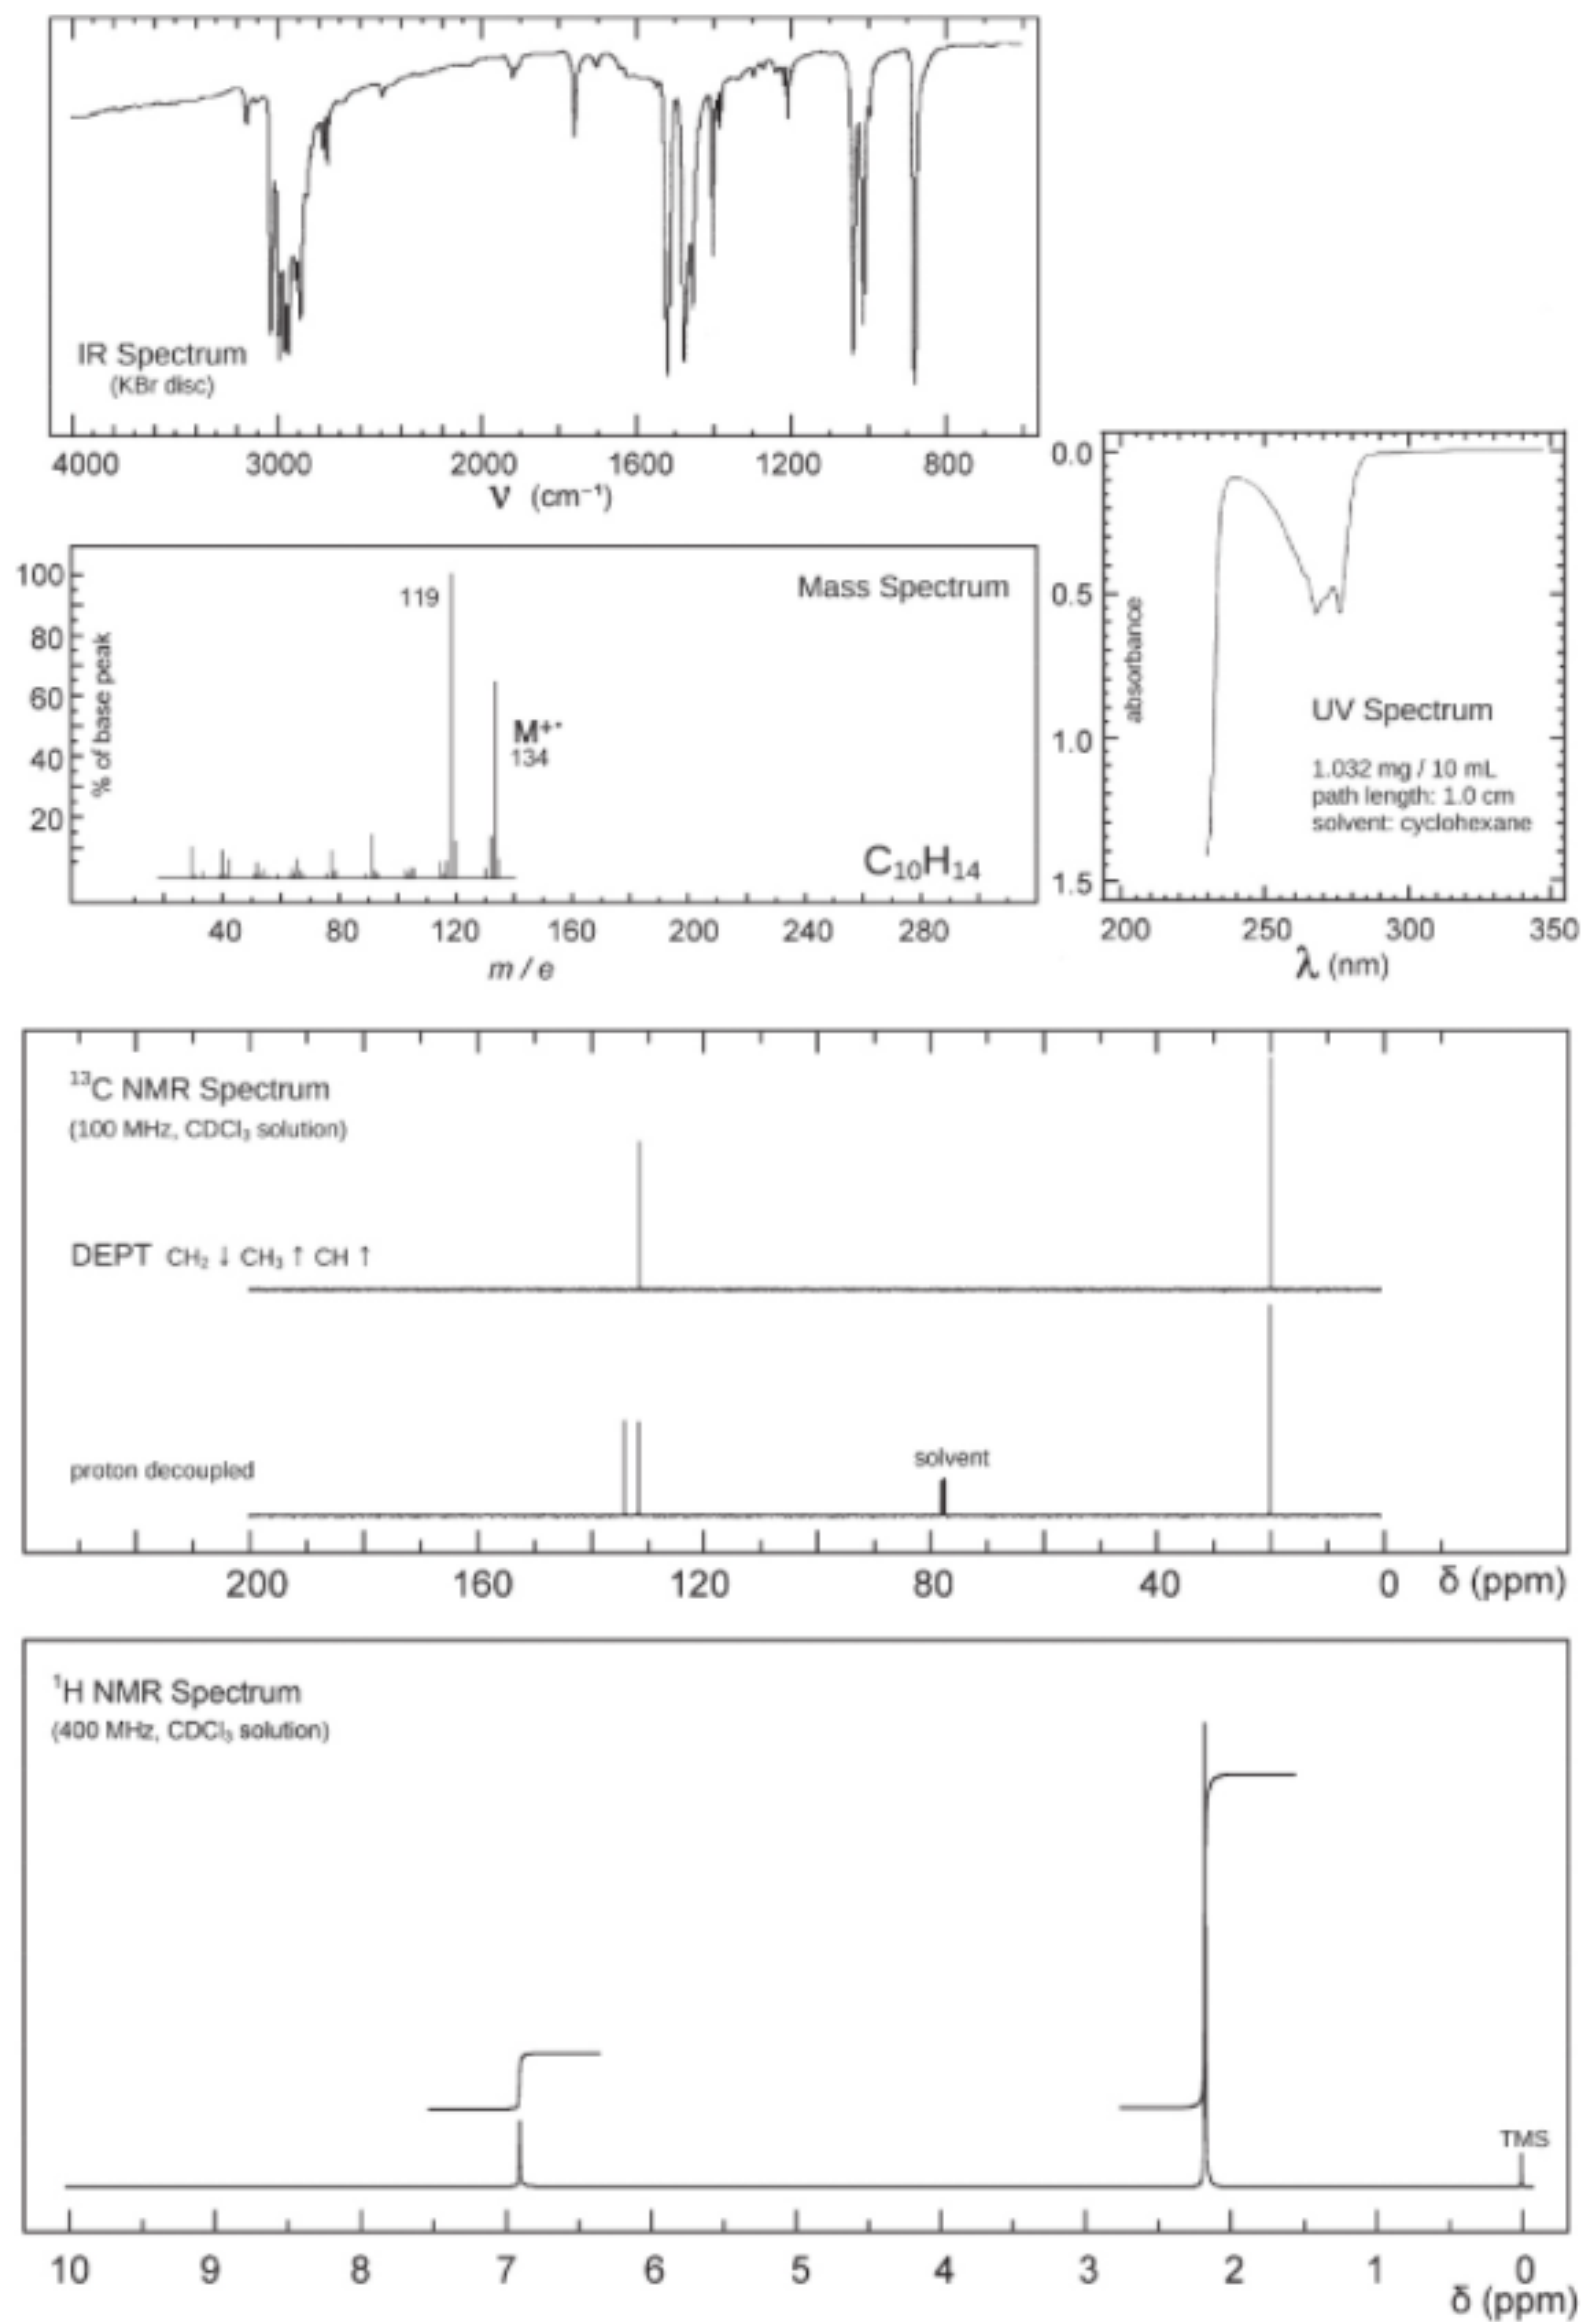 IR Spectrum
(KBr disc)
4000 3000 2000 1600 1200 800
ν (cm⁻¹)
0.0
0.5
1.0
1.5
absorbance
UV Spectrum
1.032 mg / 10 mL
path length: 1.0 cm
solvent: cyclohexane
200 250 300 350
λ (nm)
100
80
60
40
20
% of base peak
119
Mass Spectrum
M⁺·
134
C₁₀H₁₄
40 80 120 160 200 240 280
m / e
¹³C NMR Spectrum
(100 MHz, CDCl₃ solution)
DEPT CH₂ ↓ CH₃ ↑ CH ↑
proton decoupled
solvent
200 160 120 80 40 0 δ (ppm)
¹H NMR Spectrum
(400 MHz, CDCl₃ solution)
TMS
10 9 8 7 6 5 4 3 2 1 0
δ (ppm)